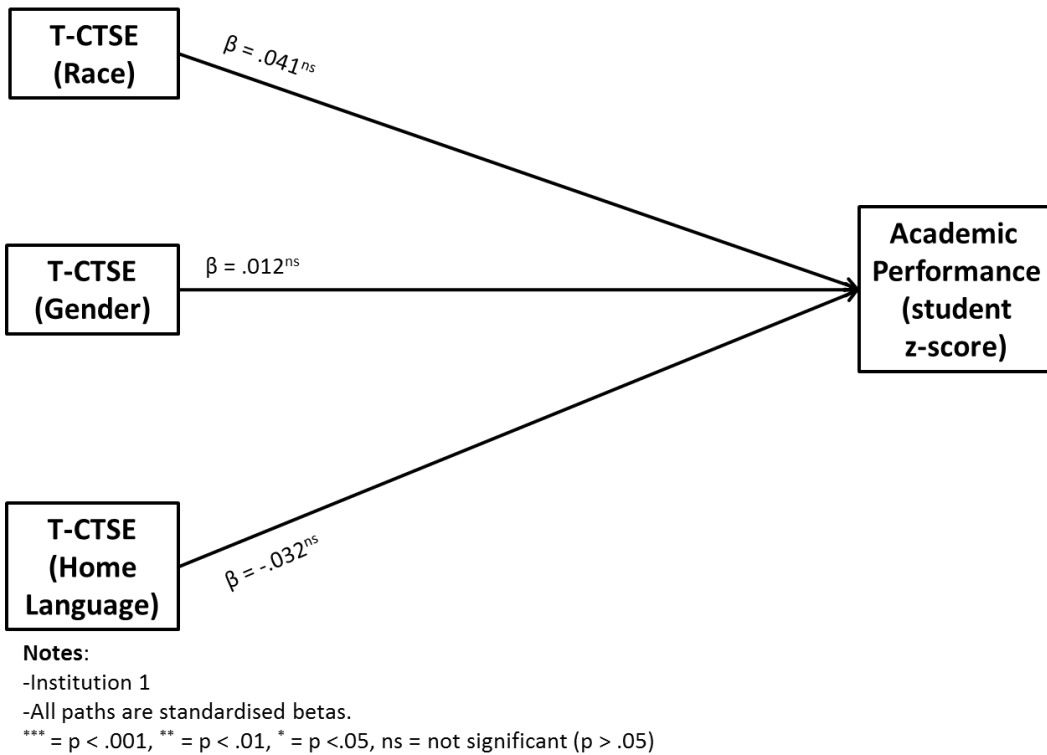 T-CTSE
(Race)
β = .041ns
T-CTSE
(Gender)
β = .012ns
Academic
Performance
(student
z-score)
T-CTSE
(Home
Language)
β = -.032ns
Notes:
-Institution 1
-All paths are standardised betas.
*** = p < .001, ** = p < .01, * = p <.05, ns = not significant (p > .05)